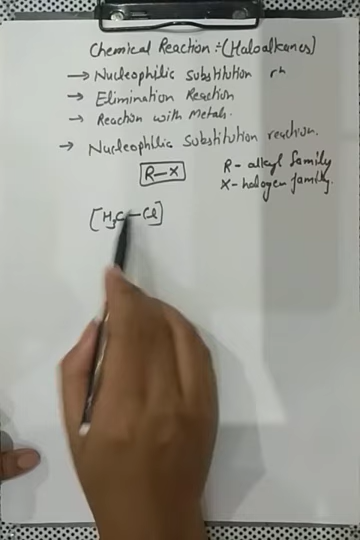 Chemical Reaction :- (Haloalkanes)
→ Nucleophilic Substitution rn
→ Elimination Reaction
→ Reaction with Metals.
→ Nucleophilic Substitution reaction.
R—X
R - alkyl family
X - halogen family.
[H₃C—Cl]